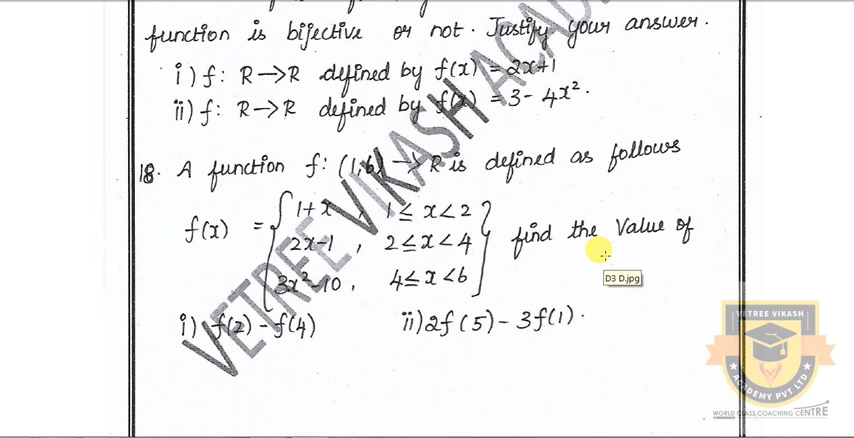 function is bijective or not. Justify your answer.
i) f: R→R defined by f(x) = 2x+1
ii) f: R→R defined by f(x) = 3-4x².
18. A function f: (1,6) → R is defined as follows
f(x) = { 1+x , 1 ≤ x < 2
2x-1 , 2 ≤ x < 4
3x²-10 , 4 ≤ x < 6 } find the value of
i) f(2) - f(4) ii) 2f(5) - 3f(1).
VETREE VIKASH ACAD
D3 D.jpg
VETREE VIKASH
ACADEMY PVT LTD
WORLD CLASS COACHING CENTRE